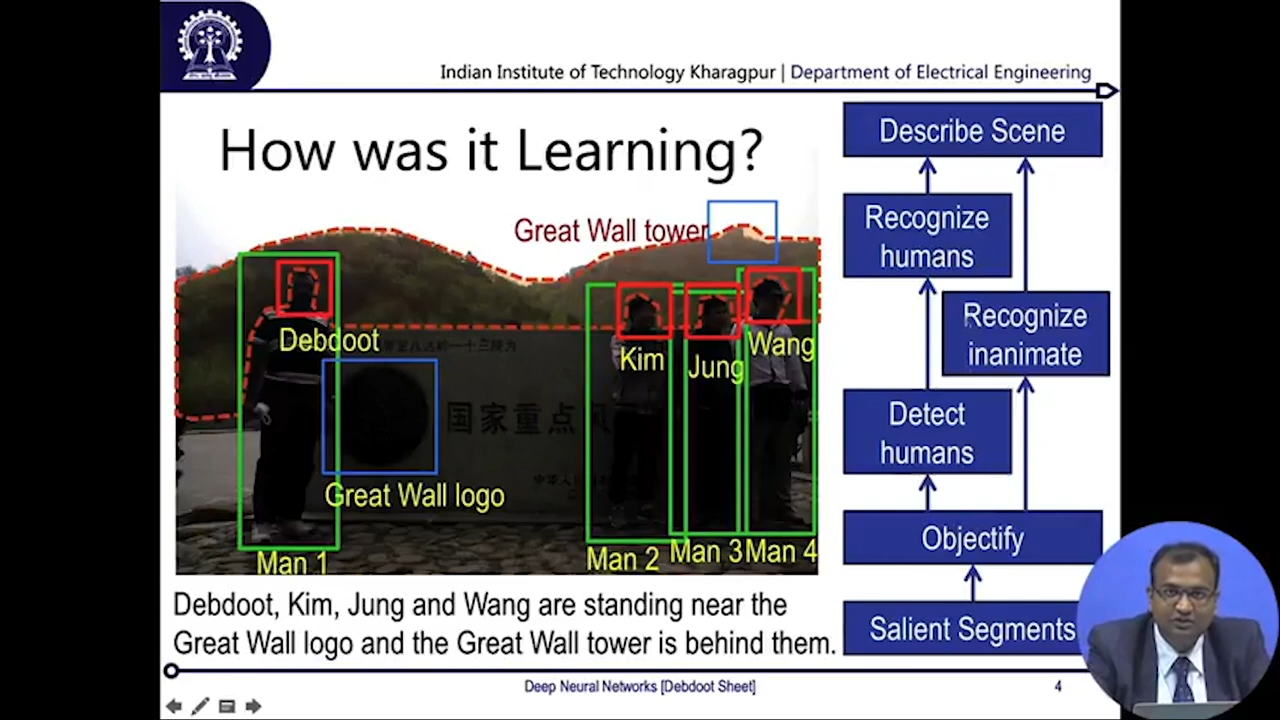 Indian Institute of Technology Kharagpur | Department of Electrical Engineering
How was it Learning?
Great Wall tower
Debdoot
Kim
Jung
Wang
国家重点风
Great Wall logo
Man 1
Man 2
Man 3
Man 4
Debdoot, Kim, Jung and Wang are standing near the
Great Wall logo and the Great Wall tower is behind them.
Describe Scene
Recognize
humans
Recognize
inanimate
Detect
humans
Objectify
Salient Segments
Deep Neural Networks [Debdoot Sheet]
4